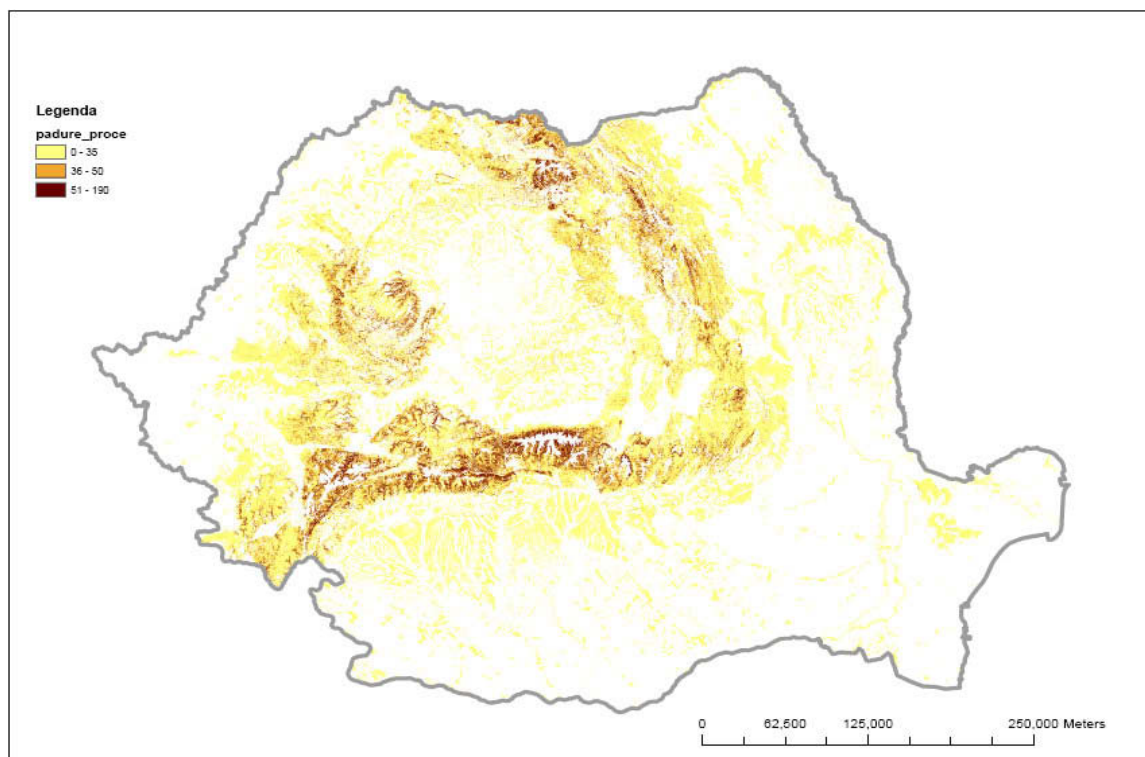 Legenda
padure_proce
0 - 35
36 - 50
51 - 190
0 62,500 125,000 250,000 Meters